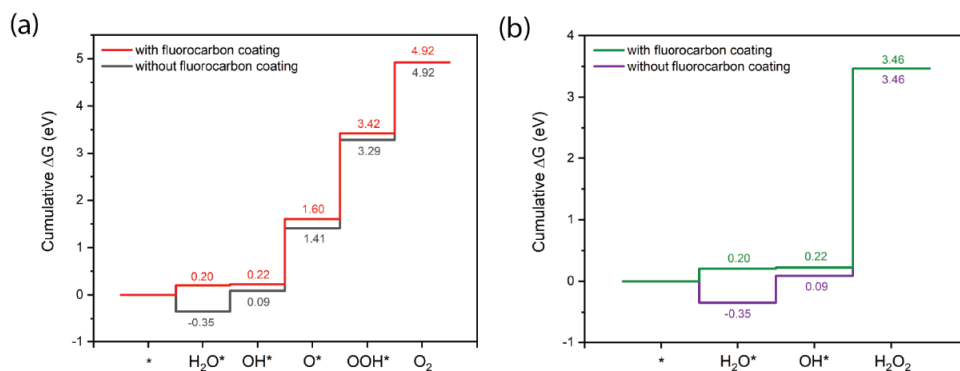 (a)
with fluorocarbon coating
without fluorocarbon coating
Cumulative ΔG (eV)
5
4
3
2
1
0
-1
0.20
-0.35
0.22
0.09
1.60
1.41
3.42
3.29
4.92
4.92
*
H₂O*
OH*
O*
OOH*
O₂
(b)
with fluorocarbon coating
without fluorocarbon coating
Cumulative ΔG (eV)
4
3
2
1
0
-1
0.20
-0.35
0.22
0.09
3.46
3.46
*
H₂O*
OH*
H₂O₂